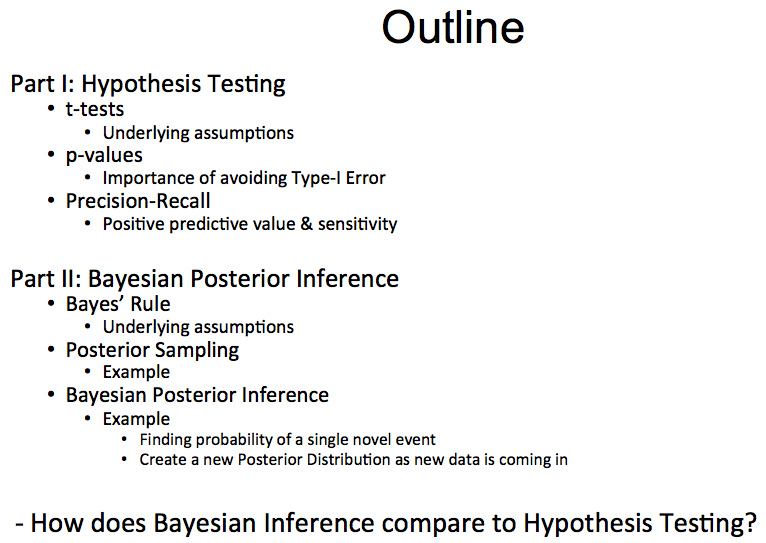 Outline
Part I: Hypothesis Testing
• t-tests
• Underlying assumptions
• p-values
• Importance of avoiding Type-I Error
• Precision-Recall
• Positive predictive value & sensitivity
Part II: Bayesian Posterior Inference
• Bayes’ Rule
• Underlying assumptions
• Posterior Sampling
• Example
• Bayesian Posterior Inference
• Example
• Finding probability of a single novel event
• Create a new Posterior Distribution as new data is coming in
- How does Bayesian Inference compare to Hypothesis Testing?